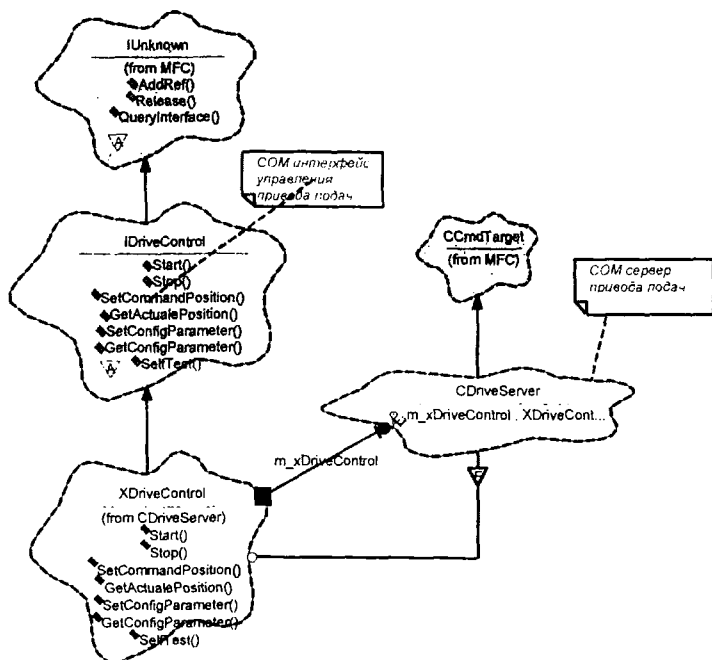 IUnknown
(from MFC)
AddRef()
Release()
QueryInterface()
A
COM интерфейс
управления
привода подач
IDriveControl
Start()
Stop()
SetCommandPosition()
GetActualePosition()
SetConfigParameter()
GetConfigParameter()
SelfTest()
A
CCmdTarget
(from MFC)
COM сервер
привода подач
CDriveServer
m_xDriveControl , XDriveCont...
m_xDriveControl
F
XDriveControl
(from CDriveServer)
Start()
Stop()
SetCommandPosition()
GetActualePosition()
SetConfigParameter()
GetConfigParameter()
SelfTest()